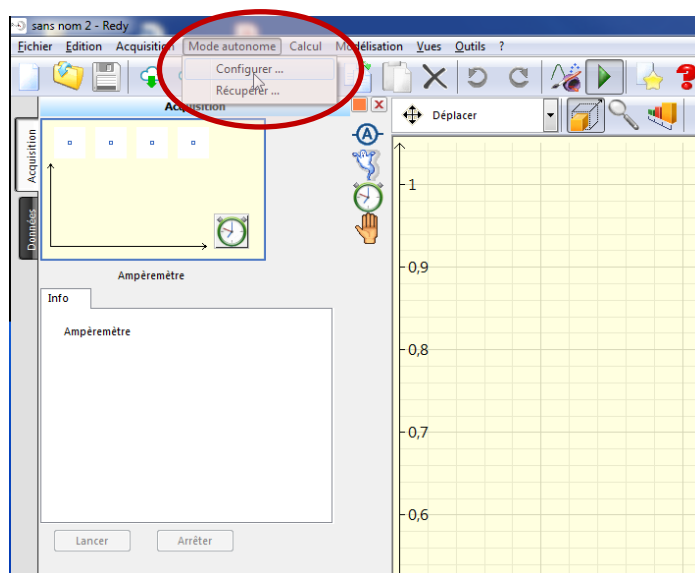 sans nom 2 - Redy
Fichier Edition Acquisition Mode autonome Calcul Modélisation Vues Outils ?
Configurer ...
Récupérer ...
Acquisition
Déplacer
Acquisition
Données
A
1
0,9
0,8
0,7
0,6
Ampèremètre
Info
Ampèremètre
Lancer Arrêter